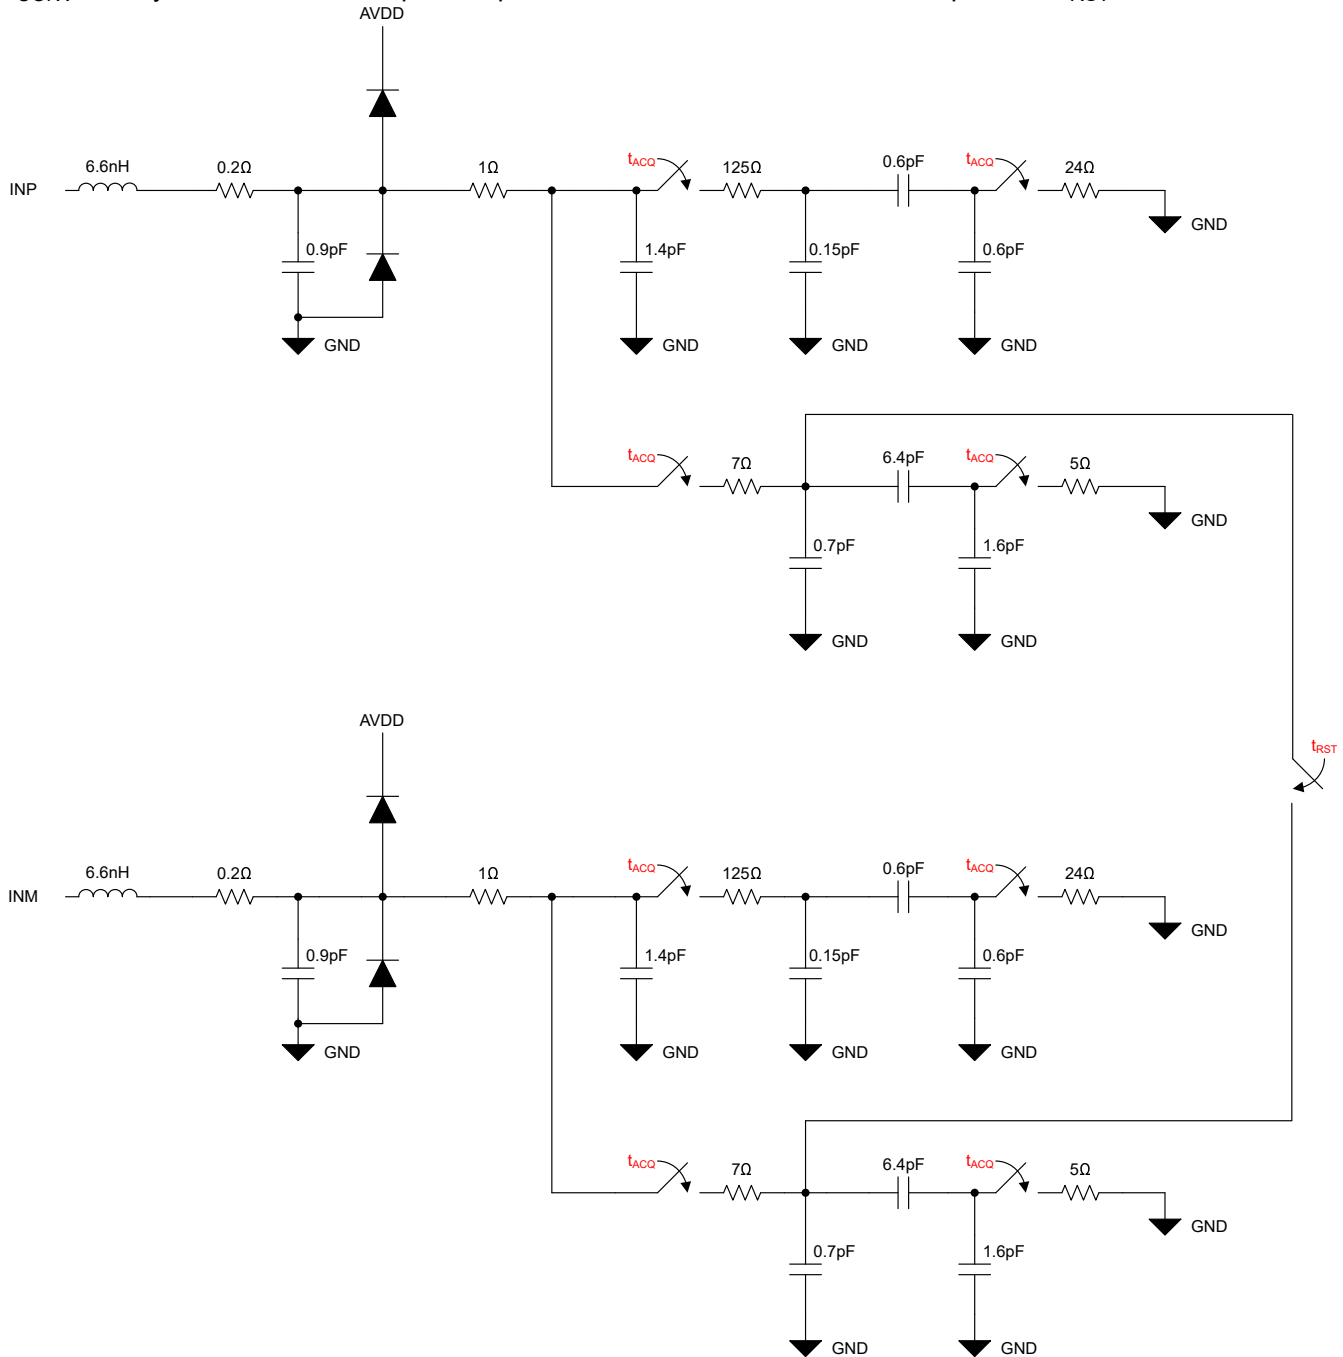 AVDD
6.6nH 0.2Ω 1Ω tACQ 125Ω 0.6pF tACQ 24Ω
INP
GND
0.9pF 1.4pF 0.15pF 0.6pF
GND GND GND GND
tACQ 7Ω 6.4pF tACQ 5Ω
GND
0.7pF 1.6pF
GND GND
AVDD
tRST
6.6nH 0.2Ω 1Ω tACQ 125Ω 0.6pF tACQ 24Ω
INM
GND
0.9pF 1.4pF 0.15pF 0.6pF
GND GND GND GND
tACQ 7Ω 6.4pF tACQ 5Ω
GND
0.7pF 1.6pF
GND GND